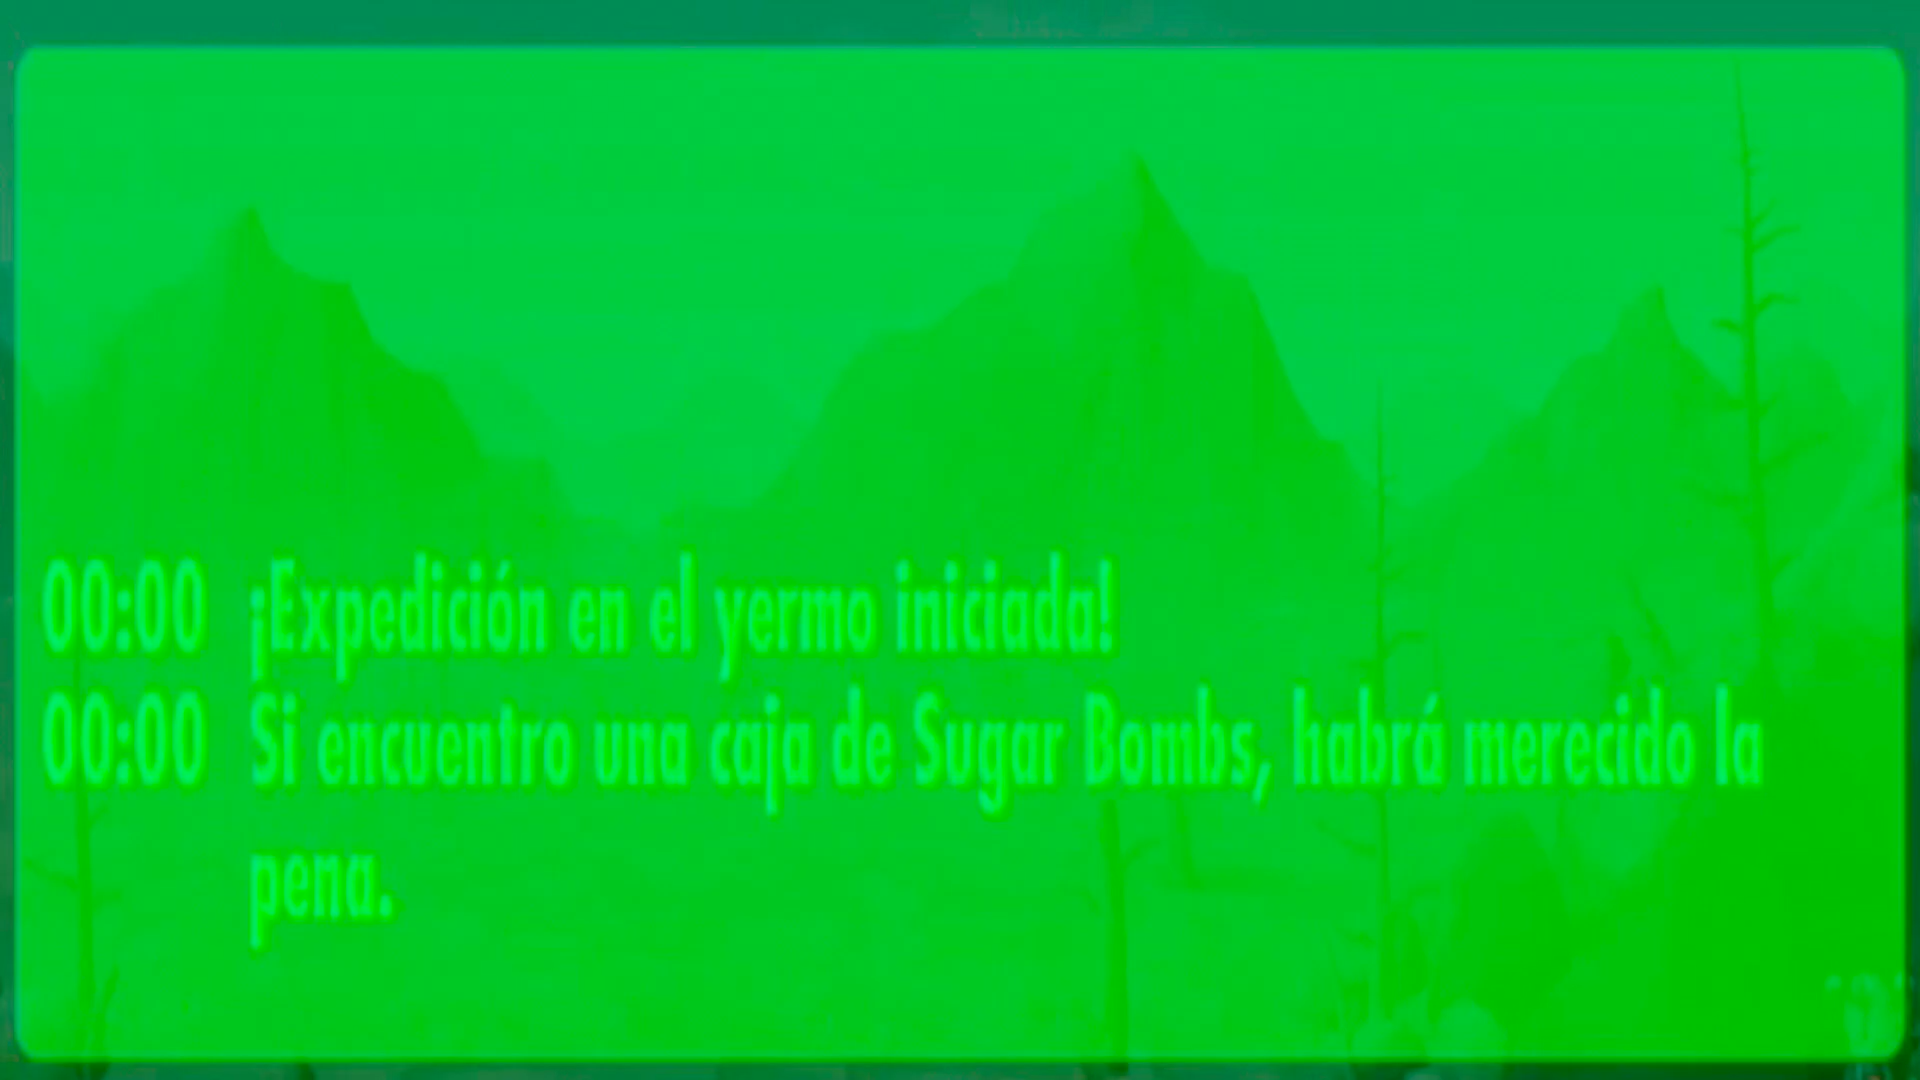 00:00 ¡Expedición en el yermo iniciada!
00:00 Si encuentro una caja de Sugar Bombs, habrá merecido la
pena.